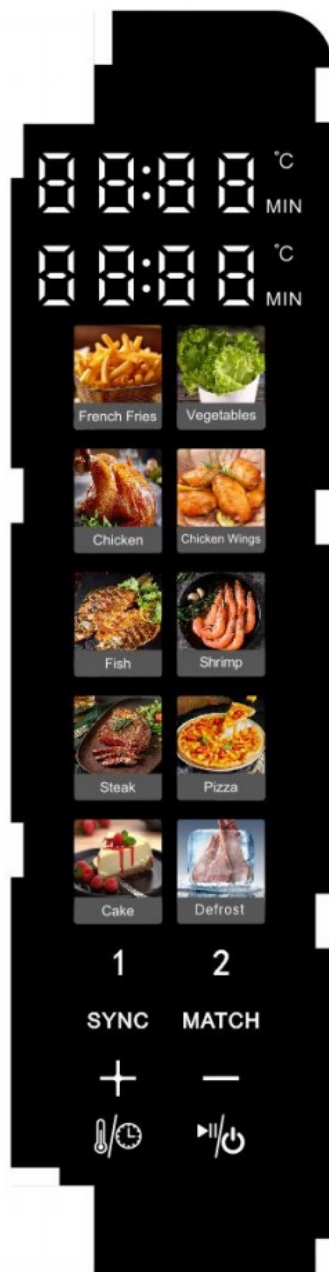 88:88 °C
MIN
88:88 °C
MIN
French Fries Vegetables
Chicken Chicken Wings
Fish Shrimp
Steak Pizza
Cake Defrost
1 2
SYNC MATCH
+ −
/ /